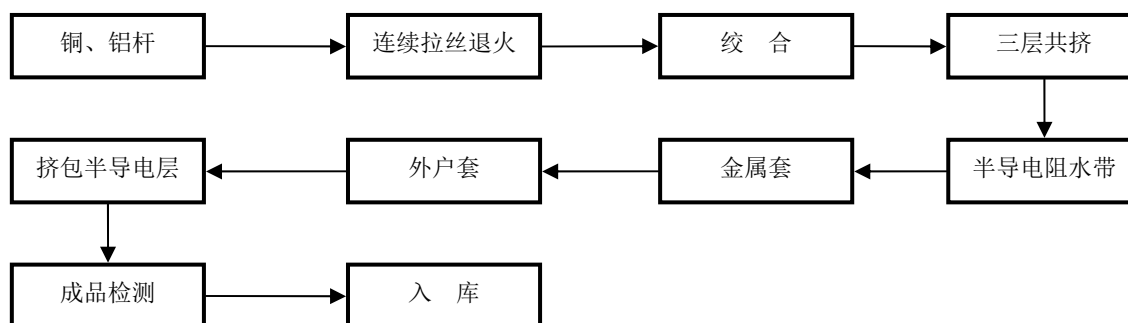 铜、铝杆
连续拉丝退火
绞 合
三层共挤
挤包半导电层
外户套
金属套
半导电阻水带
成品检测
入 库